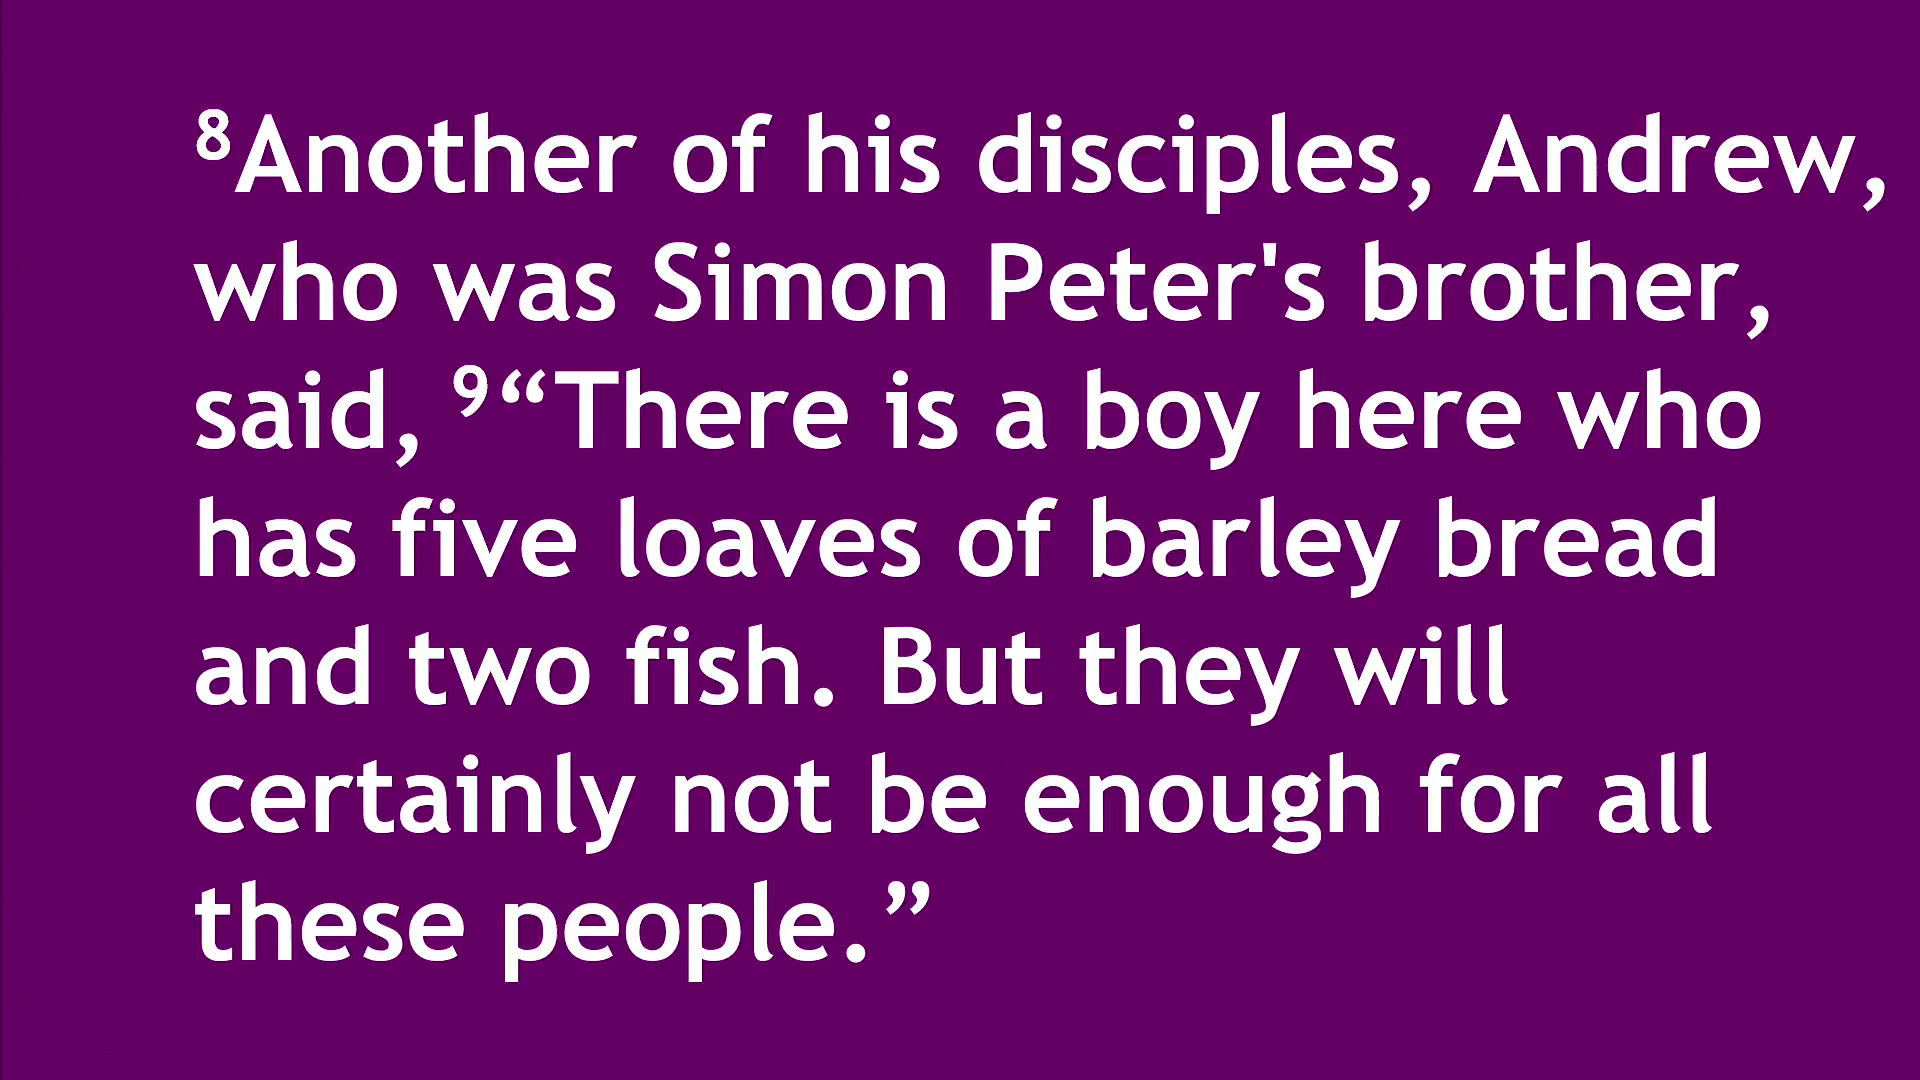 ⁸Another of his disciples, Andrew,
who was Simon Peter's brother,
said, ⁹“There is a boy here who
has five loaves of barley bread
and two fish. But they will
certainly not be enough for all
these people.”